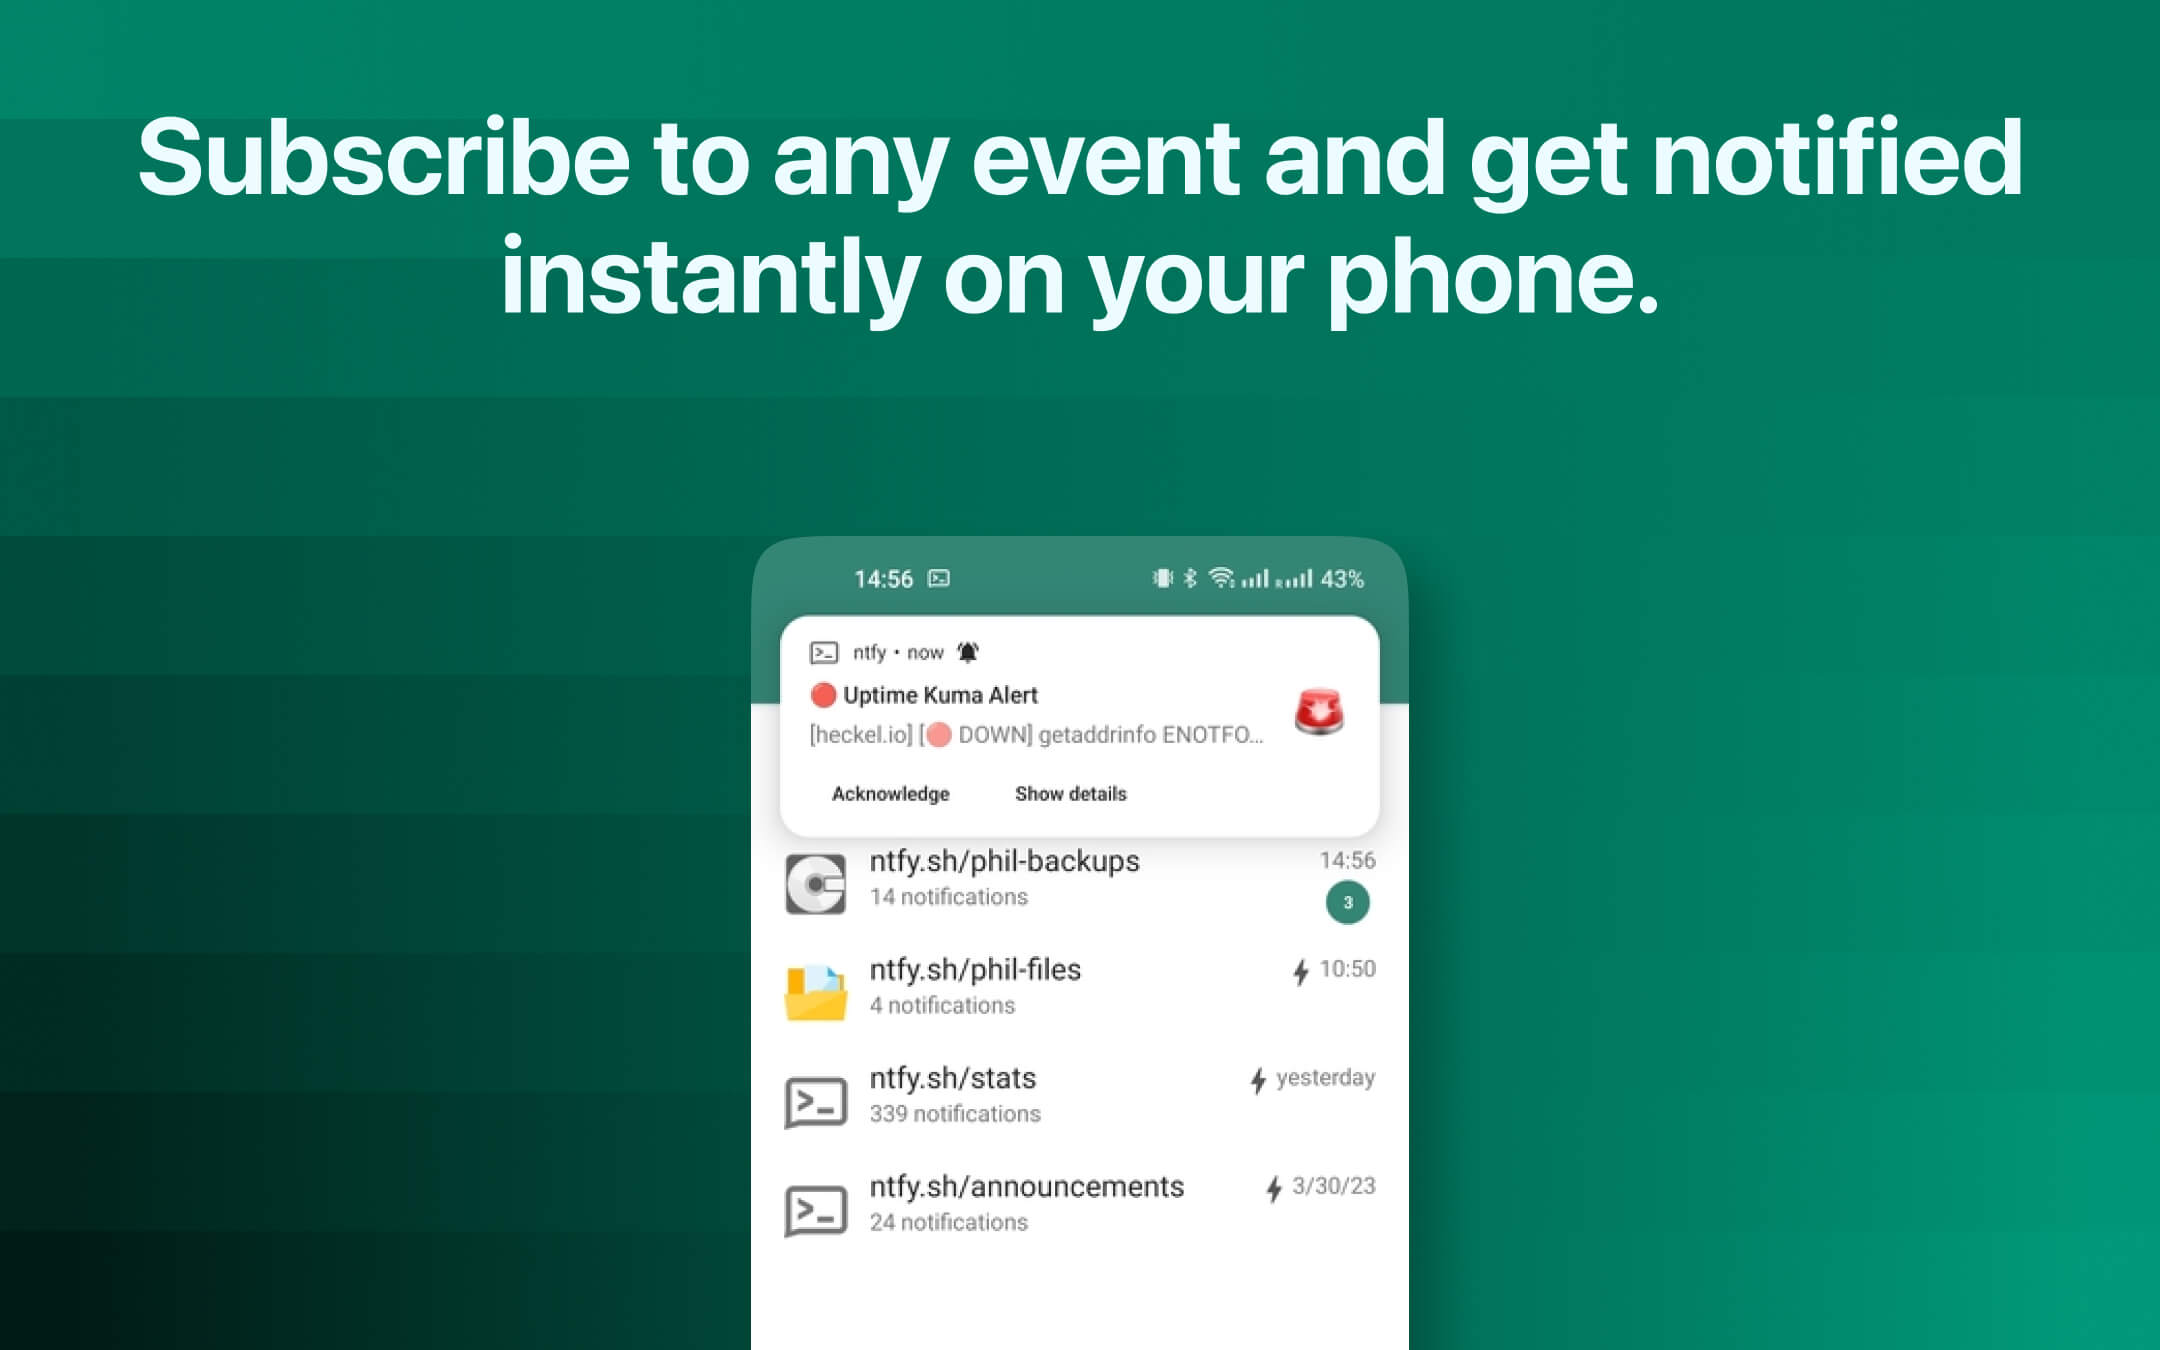 Subscribe to any event and get notified
instantly on your phone.
14:56 43%
ntfy • now
Uptime Kuma Alert
[heckel.io] [🔴 DOWN] getaddrinfo ENOTFO...
Acknowledge Show details
ntfy.sh/phil-backups 14:56
14 notifications 3
ntfy.sh/phil-files 10:50
4 notifications
ntfy.sh/stats yesterday
339 notifications
ntfy.sh/announcements 3/30/23
24 notifications